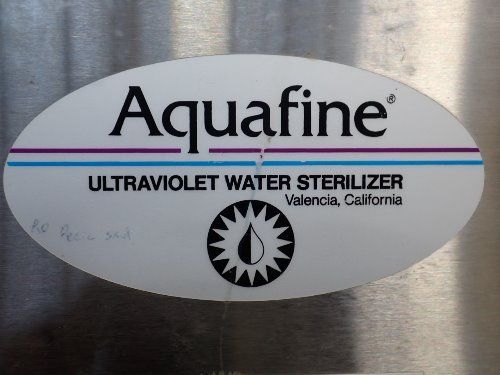 Aquafine®
ULTRAVIOLET WATER STERILIZER
Valencia, California